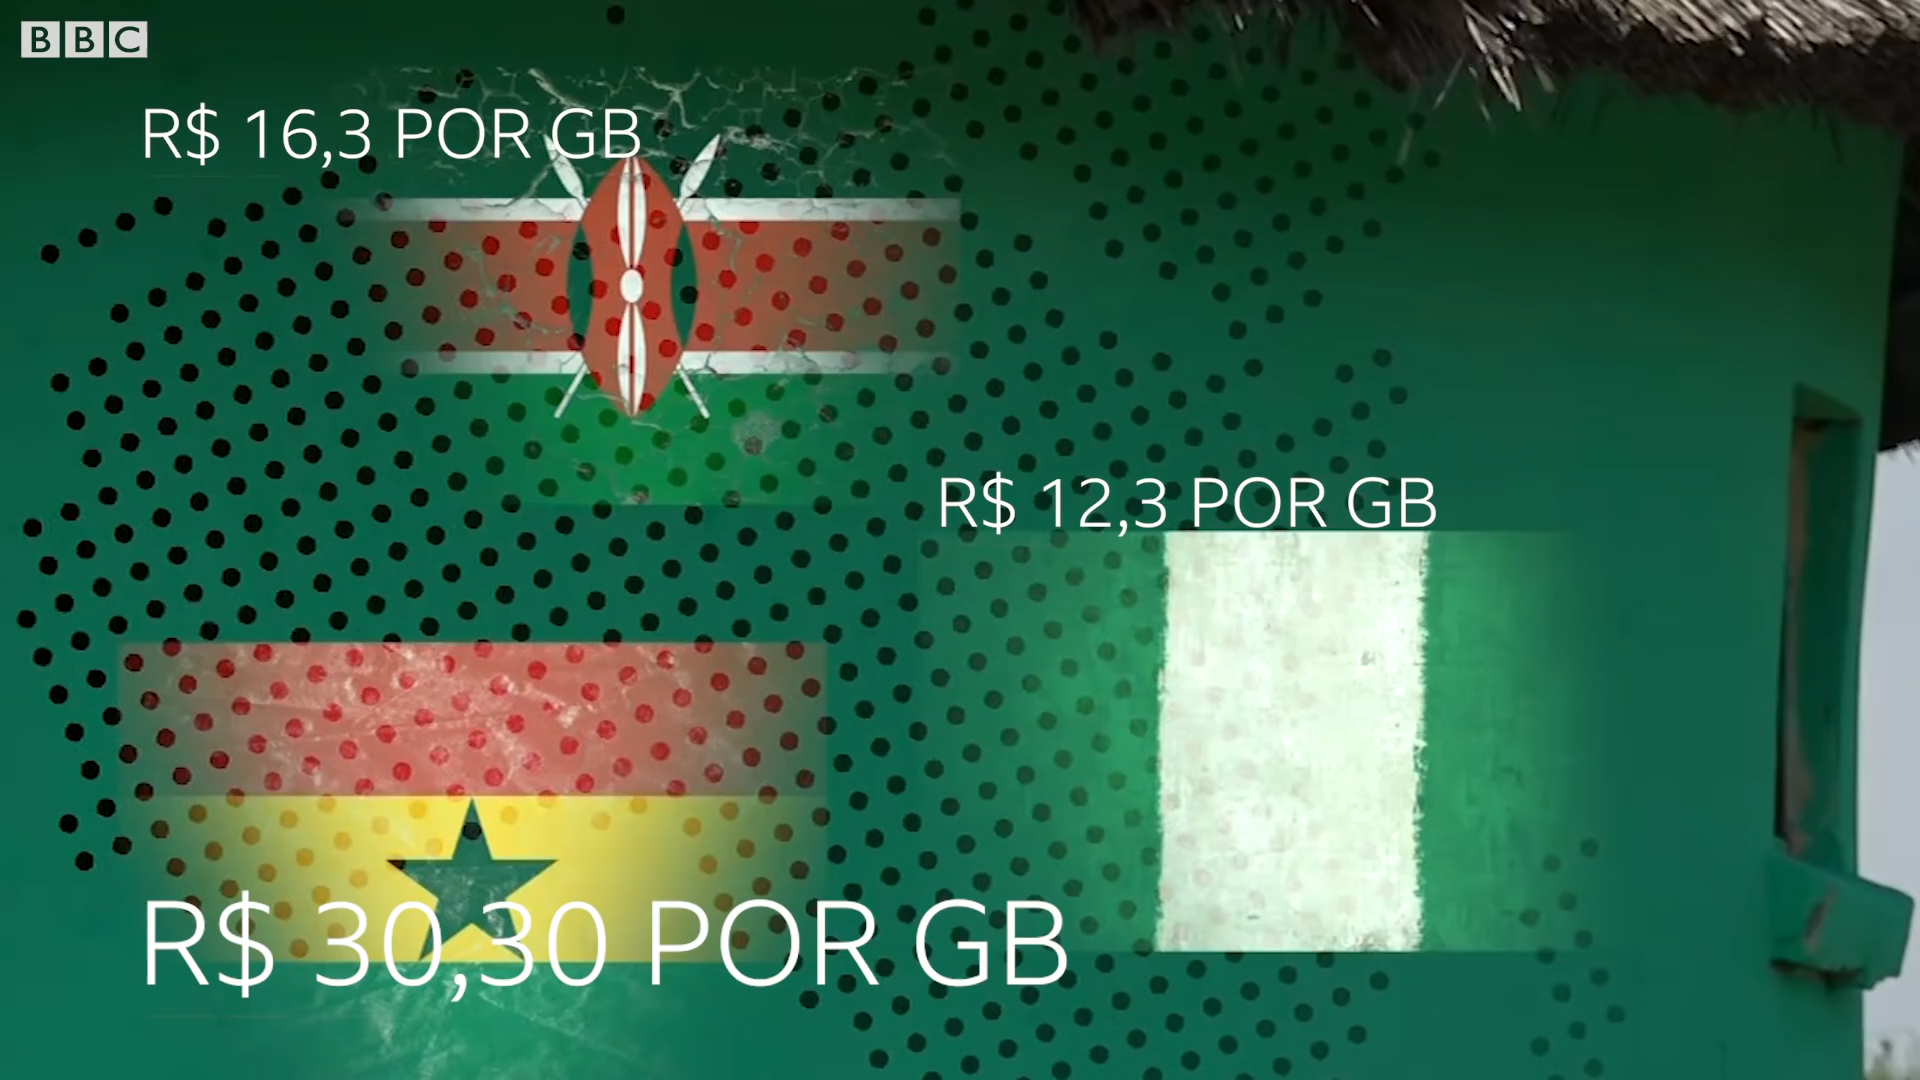 BBC
R$ 16,3 POR GB
R$ 12,3 POR GB
R$ 30,30 POR GB